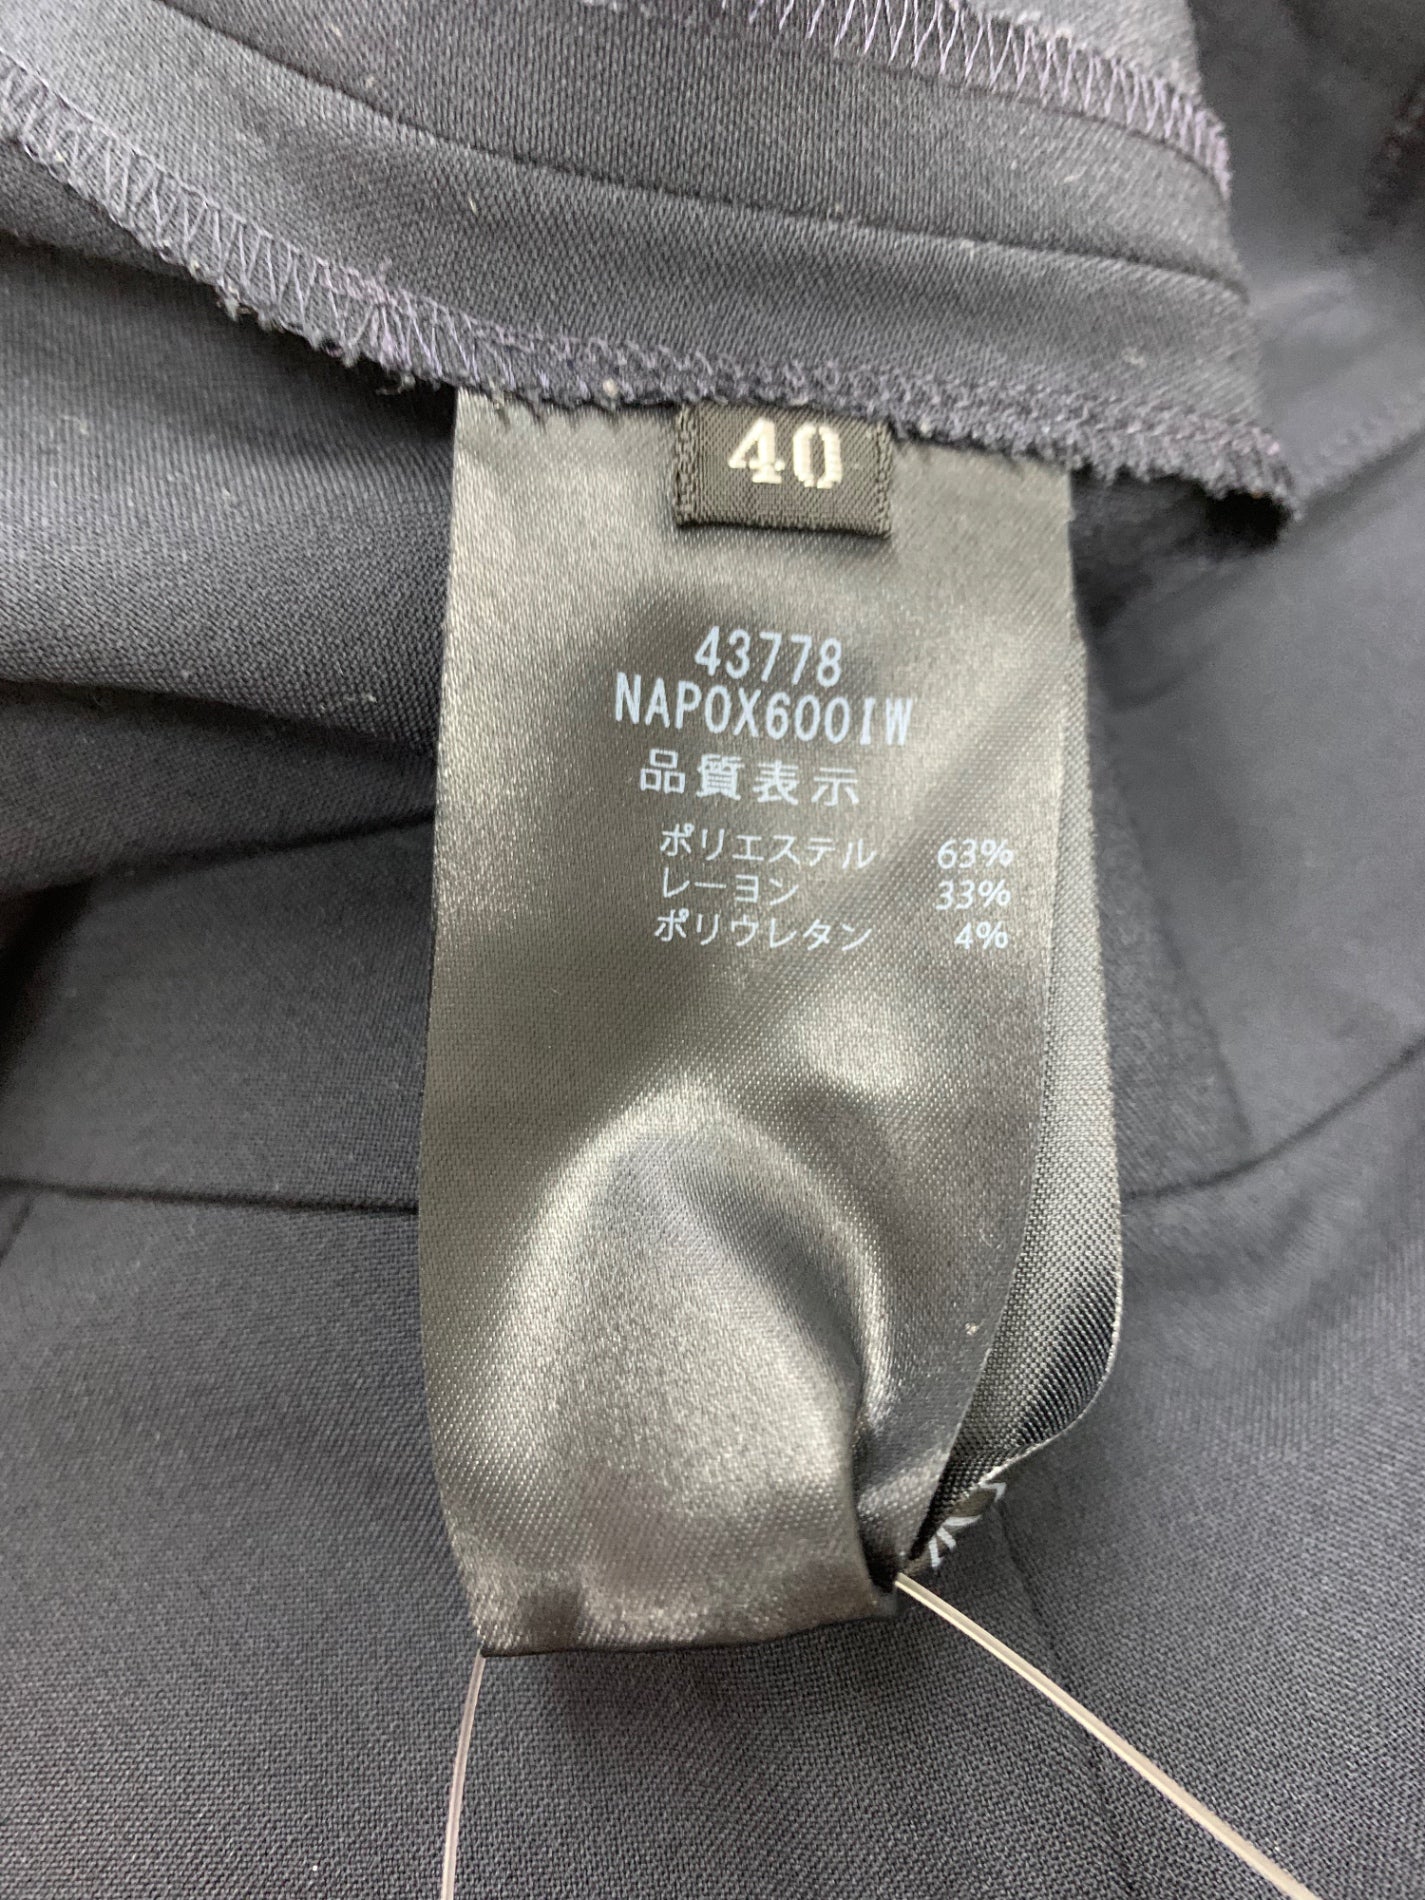 40
43778
NAPOX600IW
品質表示
ポリエステル 63%
レーヨン 33%
ポリウレタン 4%